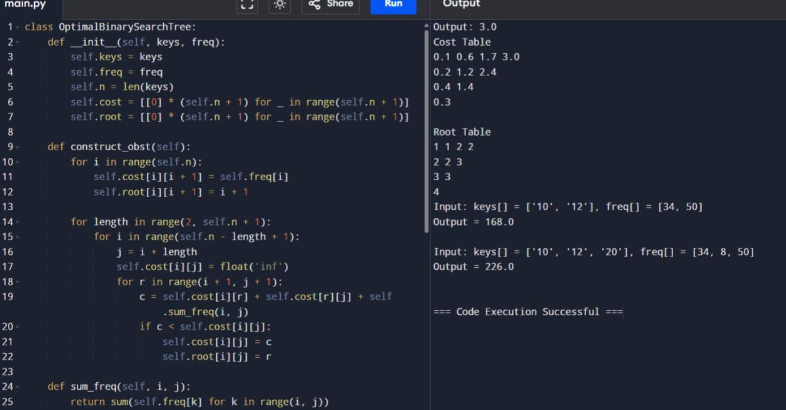 main.py
Share
Run
Output
1 class OptimalBinarySearchTree:
2 def __init__(self, keys, freq):
3 self.keys = keys
4 self.freq = freq
5 self.n = len(keys)
6 self.cost = [[0] * (self.n + 1) for _ in range(self.n + 1)]
7 self.root = [[0] * (self.n + 1) for _ in range(self.n + 1)]
8
9 def construct_obst(self):
10 for i in range(self.n):
11 self.cost[i][i + 1] = self.freq[i]
12 self.root[i][i + 1] = i + 1
13
14 for length in range(2, self.n + 1):
15 for i in range(self.n - length + 1):
16 j = i + length
17 self.cost[i][j] = float('inf')
18 for r in range(i + 1, j + 1):
19 c = self.cost[i][r] + self.cost[r][j] + self
.sum_freq(i, j)
20 if c < self.cost[i][j]:
21 self.cost[i][j] = c
22 self.root[i][j] = r
23
24 def sum_freq(self, i, j):
25 return sum(self.freq[k] for k in range(i, j))
Output: 3.0
Cost Table
0.1 0.6 1.7 3.0
0.2 1.2 2.4
0.4 1.4
0.3
Root Table
1 1 2 2
2 2 3
3 3
4
Input: keys[] = ['10', '12'], freq[] = [34, 50]
Output = 168.0
Input: keys[] = ['10', '12', '20'], freq[] = [34, 8, 50]
Output = 226.0
=== Code Execution Successful ===